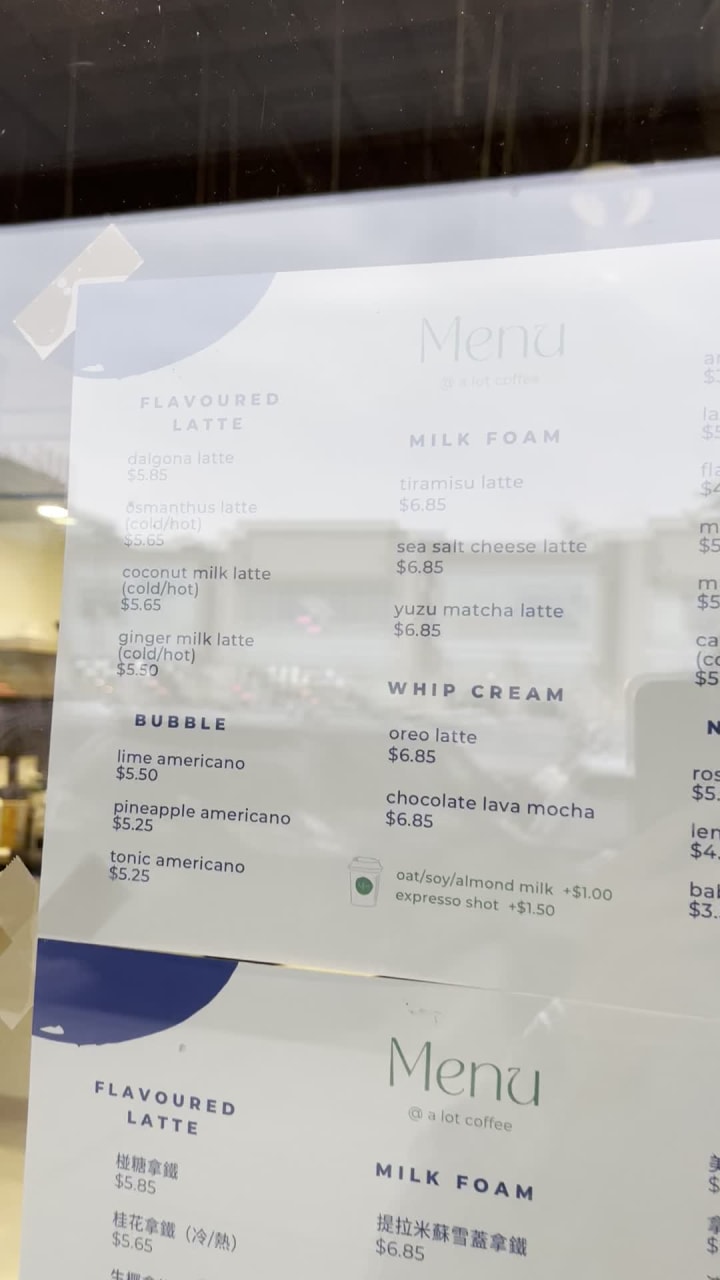 Menu
@ a lot coffee
FLAVOURED
LATTE
dalgona latte
$5.85
osmanthus latte
(cold/hot)
$5.65
coconut milk latte
(cold/hot)
$5.65
ginger milk latte
(cold/hot)
$5.50
BUBBLE
lime americano
$5.50
pineapple americano
$5.25
tonic americano
$5.25
MILK FOAM
tiramisu latte
$6.85
sea salt cheese latte
$6.85
yuzu matcha latte
$6.85
WHIP CREAM
oreo latte
$6.85
chocolate lava mocha
$6.85
oat/soy/almond milk +$1.00
expresso shot +$1.50
Menu
@ a lot coffee
FLAVOURED
LATTE
椪糖拿鐵
$5.85
桂花拿鐵（冷/熱）
$5.65
MILK FOAM
提拉米蘇雪蓋拿鐵
$6.85